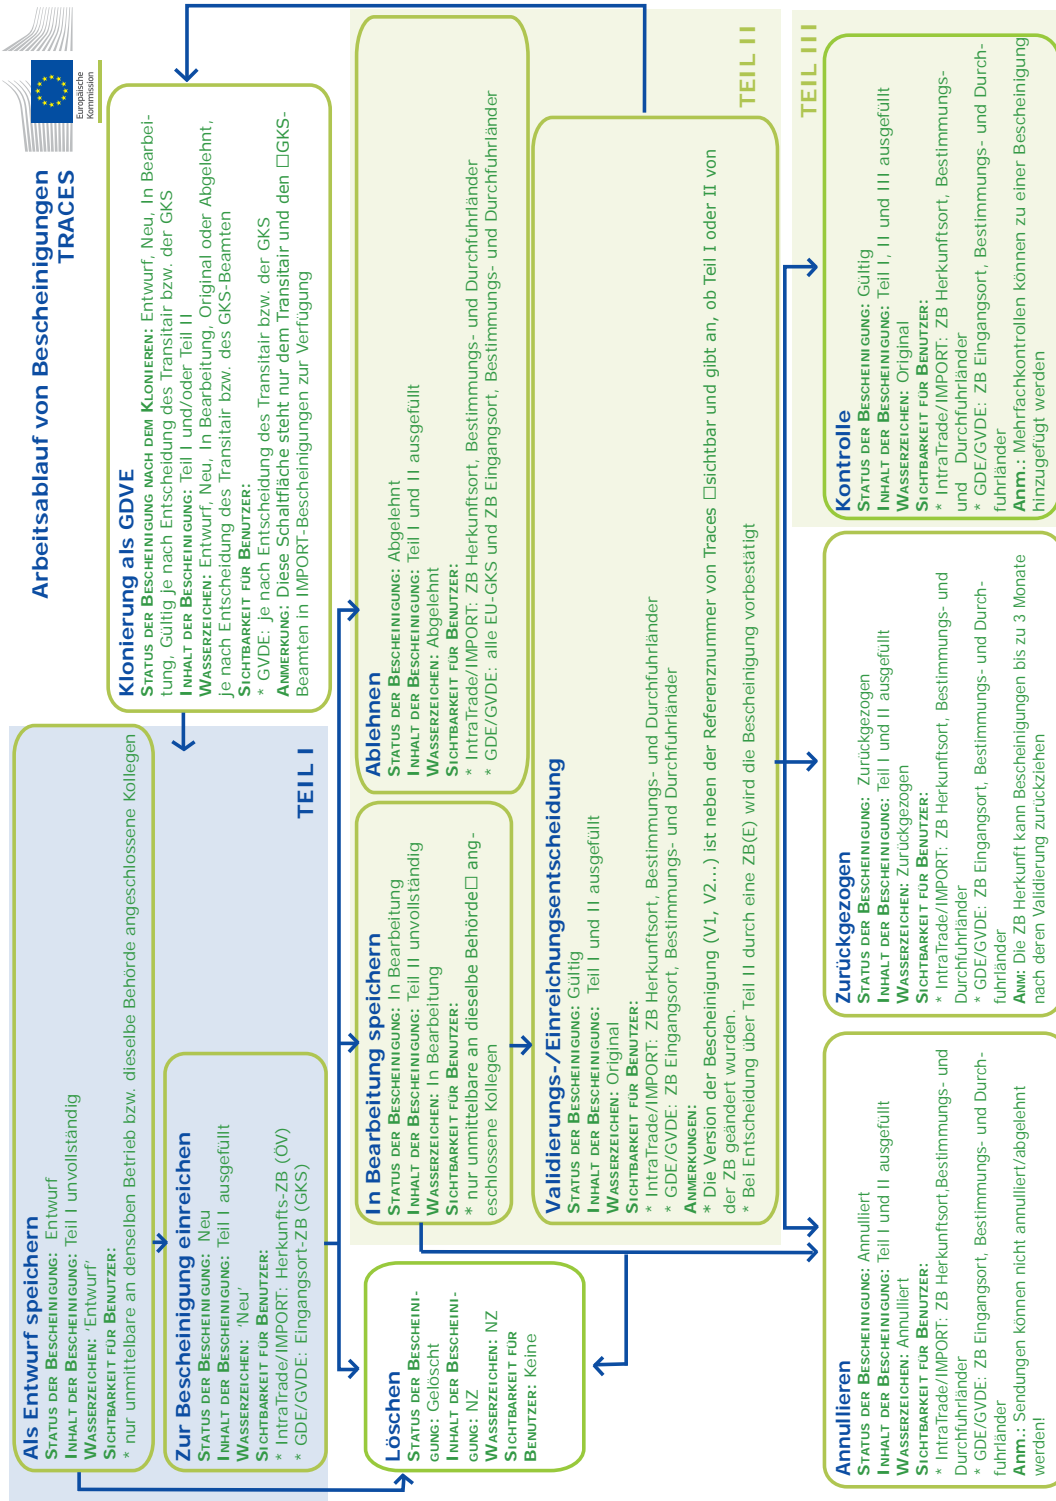 Arbeitsablauf von Bescheinigungen
TRACES
Europäische
Kommission
Als Entwurf speichern
STATUS DER BESCHEINIGUNG: Entwurf
INHALT DER BESCHEINIGUNG: Teil I unvollständig
WASSERZEICHEN: 'Entwurf'
SICHTBARKEIT FÜR BENUTZER:
* nur unmittelbare an denselben Betrieb bzw. dieselbe Behörde angeschlossene Kollegen
Zur Bescheinigung einreichen
STATUS DER BESCHEINIGUNG: Neu
INHALT DER BESCHEINIGUNG: Teil I ausgefüllt
WASSERZEICHEN: 'Neu'
SICHTBARKEIT FÜR BENUTZER:
* IntraTrade/IMPORT: Herkunfts-ZB (ÖV)
* GDE/GVDE: Eingangsort-ZB (GKS)
TEIL I
Klonierung als GDVE
STATUS DER BESCHEINIGUNG NACH DEM KLONIEREN: Entwurf, Neu, In Bearbei-
tung, Gültig je nach Entscheidung des Transitair bzw. der GKS
INHALT DER BESCHEINIGUNG: Teil I und/oder Teil II
WASSERZEICHEN: Entwurf, Neu, In Bearbeitung, Original oder Abgelehnt,
je nach Entscheidung des Transitair bzw. des GKS-Beamten
SICHTBARKEIT FÜR BENUTZER:
* GVDE: je nach Entscheidung des Transitair bzw. der GKS
ANMERKUNG: Diese Schaltfläche steht nur dem Transitair und den □GKS-
Beamten in IMPORT-Bescheinigungen zur Verfügung
Löschen
STATUS DER BESCHEINI-
GUNG: Gelöscht
INHALT DER BESCHEINI-
GUNG: NZ
WASSERZEICHEN: NZ
SICHTBARKEIT FÜR
BENUTZER: Keine
In Bearbeitung speichern
STATUS DER BESCHEINIGUNG: In Bearbeitung
INHALT DER BESCHEINIGUNG: Teil II unvollständig
WASSERZEICHEN: In Bearbeitung
SICHTBARKEIT FÜR BENUTZER:
* nur unmittelbare an dieselbe Behörde□ ang-
eschlossene Kollegen
Ablehnen
STATUS DER BESCHEINIGUNG: Abgelehnt
INHALT DER BESCHEINIGUNG: Teil I und II ausgefüllt
WASSERZEICHEN: Abgelehnt
SICHTBARKEIT FÜR BENUTZER:
* IntraTrade/IMPORT: ZB Herkunftsort, Bestimmungs- und Durchfuhrländer
* GDE/GVDE: alle EU-GKS und ZB Eingangsort, Bestimmungs- und Durchfuhrländer
Validierungs-/Einreichungsentscheidung
STATUS DER BESCHEINIGUNG: Gültig
INHALT DER BESCHEINIGUNG: Teil I und II ausgefüllt
WASSERZEICHEN: Original
SICHTBARKEIT FÜR BENUTZER:
* IntraTrade/IMPORT: ZB Herkunftsort, Bestimmungs- und Durchfuhrländer
* GDE/GVDE: ZB Eingangsort, Bestimmungs- und Durchfuhrländer
ANMERKUNGEN:
* Die Version der Bescheinigung (V1, V2...) ist neben der Referenznummer von Traces □sichtbar und gibt an, ob Teil I oder II von
der ZB geändert wurden.
* Bei Entscheidung über Teil II durch eine ZB(E) wird die Bescheinigung vorbestätigt
TEIL II
Annullieren
STATUS DER BESCHEINIGUNG: Annulliert
INHALT DER BESCHEINIGUNG: Teil I und II ausgefüllt
WASSERZEICHEN: Annulliert
SICHTBARKEIT FÜR BENUTZER:
* IntraTrade/IMPORT: ZB Herkunftsort,Bestimmungs- und
Durchfuhrländer
* GDE/GVDE: ZB Eingangsort, Bestimmungs- und Durch-
fuhrländer
Anm.: Sendungen können nicht annulliert/abgelehnt
werden!
Zurückgezogen
STATUS DER BESCHEINIGUNG: Zurückgezogen
INHALT DER BESCHEINIGUNG: Teil I und II ausgefüllt
WASSERZEICHEN: Zurückgezogen
SICHTBARKEIT FÜR BENUTZER:
* IntraTrade/IMPORT: ZB Herkunftsort, Bestimmungs- und
Durchfuhrländer
* GDE/GVDE: ZB Eingangsort, Bestimmungs- und Durch-
fuhrländer
ANM: Die ZB Herkunft kann Bescheinigungen bis zu 3 Monate
nach deren Validierung zurückziehen
TEIL III
Kontrolle
STATUS DER BESCHEINIGUNG: Gültig
INHALT DER BESCHEINIGUNG: Teil I, II und III ausgefüllt
WASSERZEICHEN: Original
SICHTBARKEIT FÜR BENUTZER:
* IntraTrade/IMPORT: ZB Herkunftsort, Bestimmungs-
und Durchfuhrländer
* GDE/GVDE: ZB Eingangsort, Bestimmungs- und Durch-
fuhrländer
Anm.: Mehrfachkontrollen können zu einer Bescheinigung
hinzugefügt werden